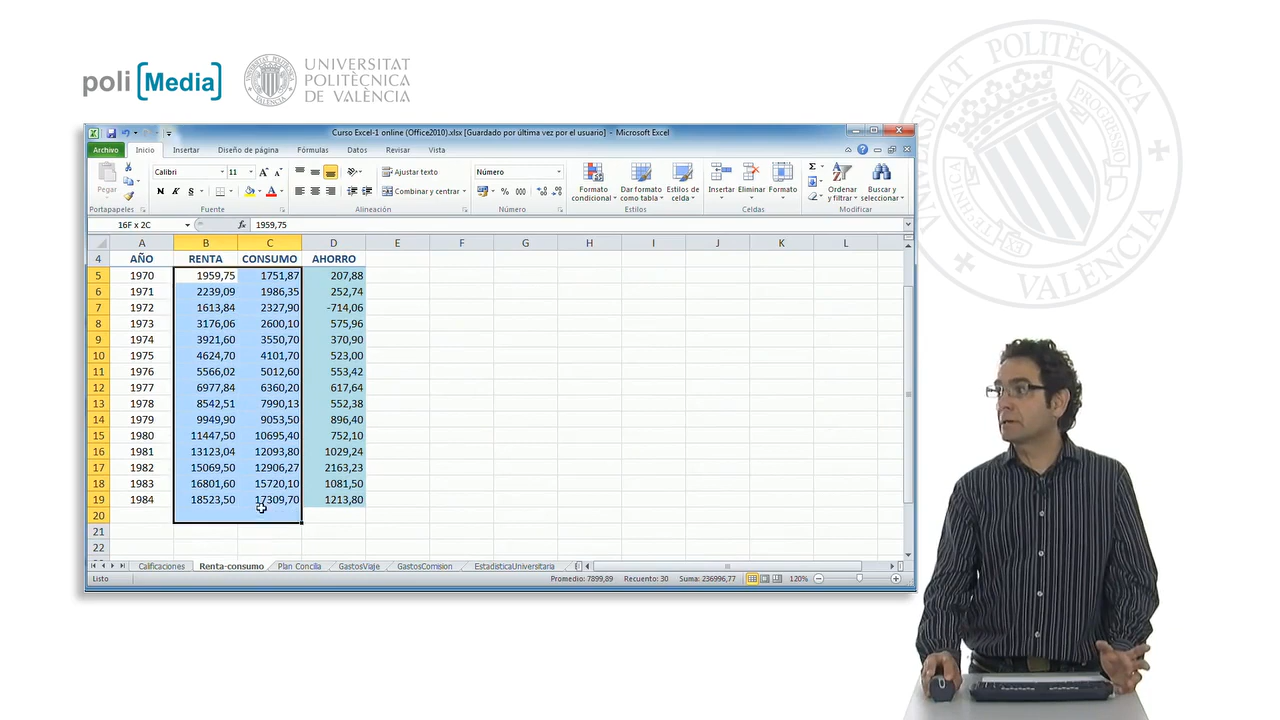 poli [Media]
UNIVERSITAT
POLITÈCNICA
DE VALÈNCIA
UNIVERSITAT POLITÈCNICA DE VALÈNCIA
PROGRESIO
EX SCIENTIA
Curso Excel-1 online (Office2010).xlsx [Guardado por última vez por el usuario] - Microsoft Excel
Archivo Inicio Insertar Diseño de página Fórmulas Datos Revisar Vista
Pegar
Calibri 11
N K S
Ajustar texto
Combinar y centrar
Número
% 000
Formato condicional
Dar formato como tabla
Estilos de celda
Insertar Eliminar Formato
Ordenar y filtrar
Buscar y seleccionar
Portapapeles Fuente Alineación Número Estilos Celdas Modificar
16F x 2C fx 1959,75
A B C D E F G H I J K L
4 AÑO RENTA CONSUMO AHORRO
5 1970 1959,75 1751,87 207,88
6 1971 2239,09 1986,35 252,74
7 1972 1613,84 2327,90 -714,06
8 1973 3176,06 2600,10 575,96
9 1974 3921,60 3550,70 370,90
10 1975 4624,70 4101,70 523,00
11 1976 5566,02 5012,60 553,42
12 1977 6977,84 6360,20 617,64
13 1978 8542,51 7990,13 552,38
14 1979 9949,90 9053,50 896,40
15 1980 11447,50 10695,40 752,10
16 1981 13123,04 12093,80 1029,24
17 1982 15069,50 12906,27 2163,23
18 1983 16801,60 15720,10 1081,50
19 1984 18523,50 17309,70 1213,80
20
21
22
Calificaciones Renta-consumo Plan Concilia GastosViaje GastosComision EstadisticaUniversitaria
Listo Promedio: 7899,89 Recuento: 30 Suma: 236996,77 120%